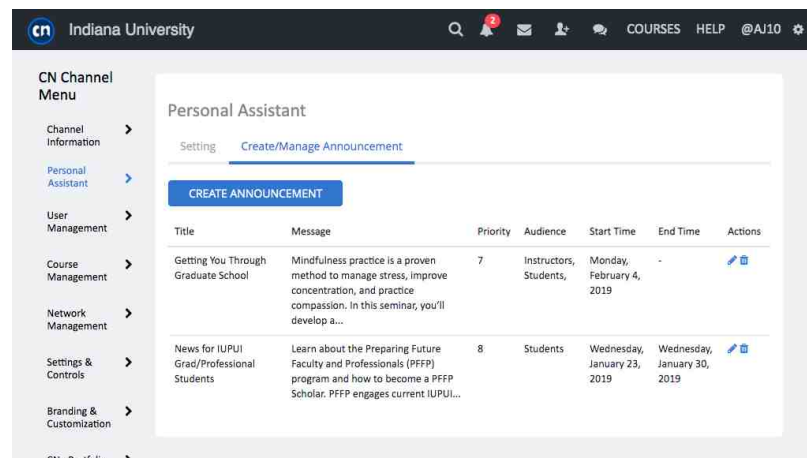 cn Indiana University 2 COURSES HELP @AJ10
CN Channel
Menu
Channel
Information
Personal
Assistant
User
Management
Course
Management
Network
Management
Settings &
Controls
Branding &
Customization
Personal Assistant
Setting Create/Manage Announcement
CREATE ANNOUNCEMENT
Title Message Priority Audience Start Time End Time Actions
Getting You Through Mindfulness practice is a proven 7 Instructors, Monday, -
Graduate School method to manage stress, improve Students, February 4,
concentration, and practice 2019
compassion. In this seminar, you'll
develop a...
News for IUPUI Learn about the Preparing Future 8 Students Wednesday, Wednesday,
Grad/Professional Faculty and Professionals (PFFP) January 23, January 30,
Students program and how to become a PFFP 2019 2019
Scholar. PFFP engages current IUPUI...